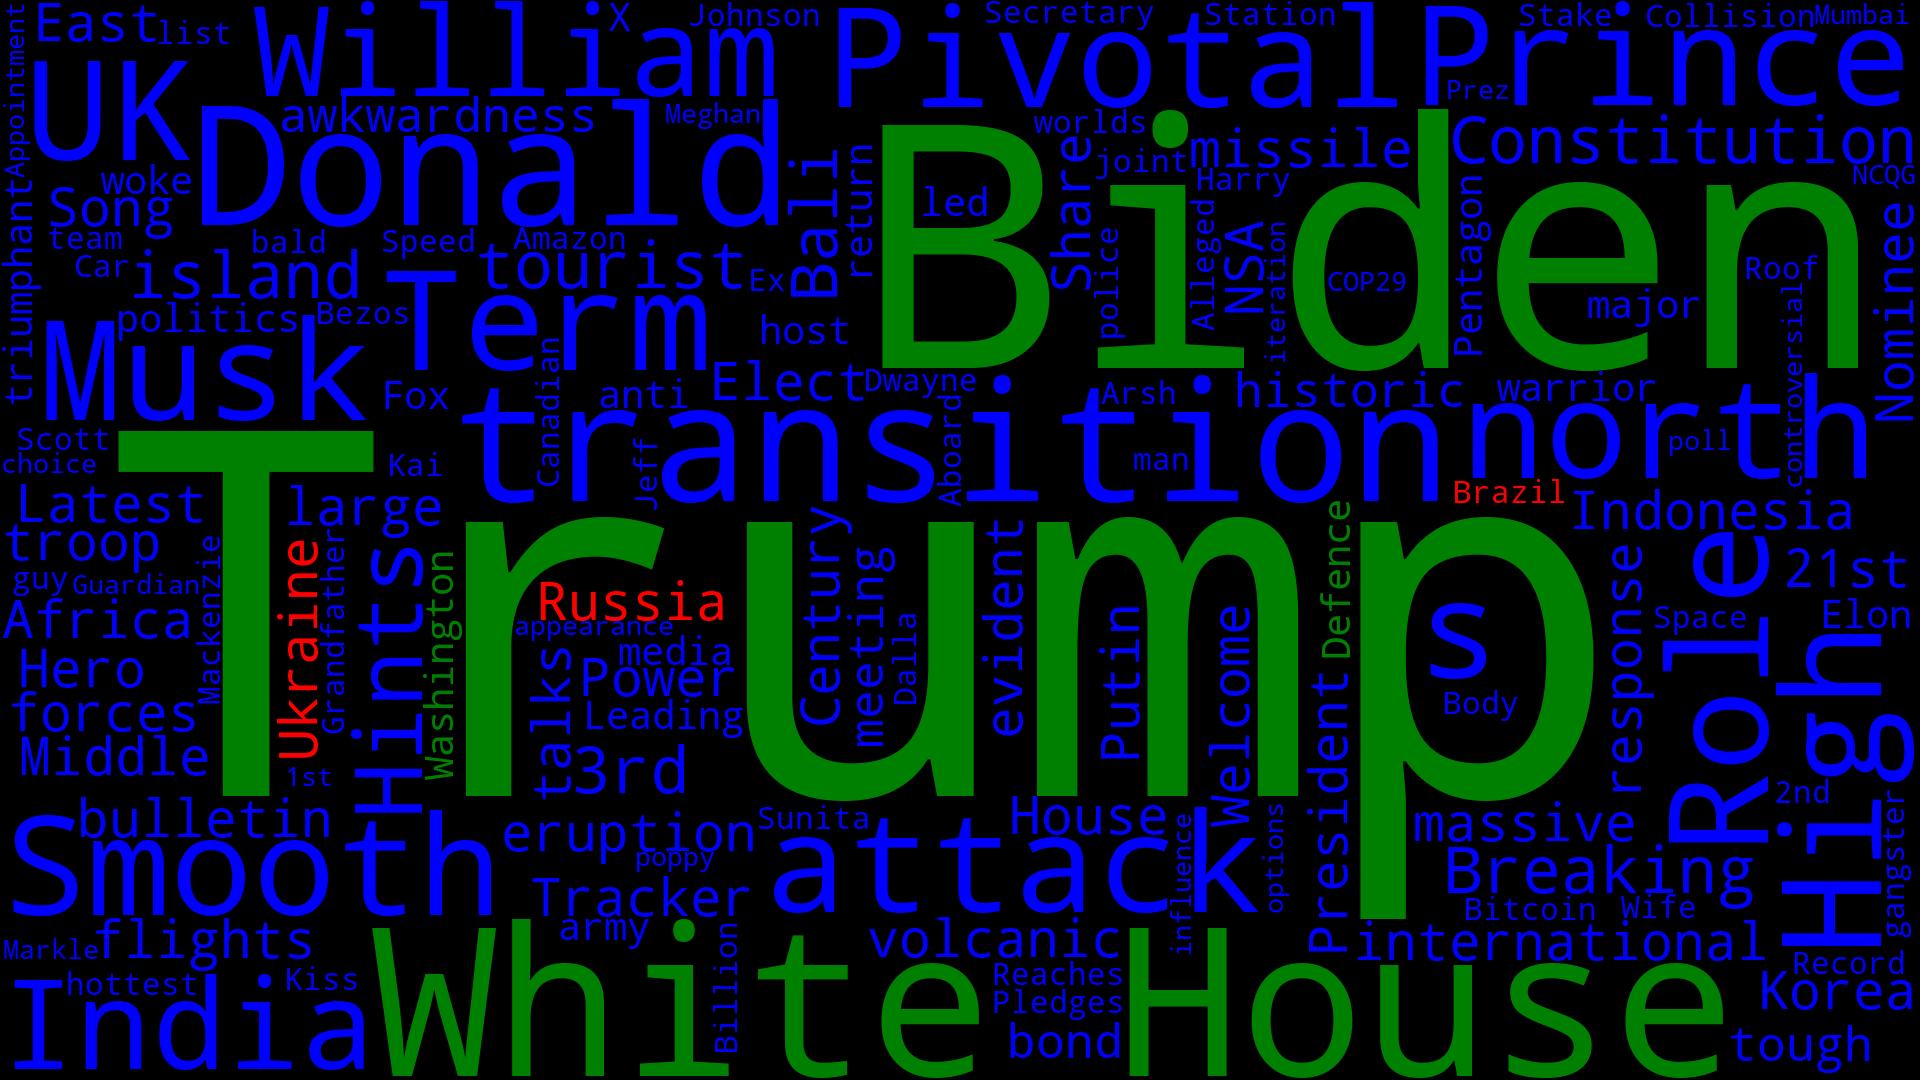 East
list
William
X
Johnson
Pivotal
Secretary
Station
Prince
Stake
Collision
Mumbai
Appointment
UK
Donald
awkwardness
Meghan
Biden
worlds
joint
missile
Prez
Constitution
NCQG
woke
Song
team
bald
Speed
Amazon
Bali
return
led
Share
Harry
police
Alleged
NSA
iteration
COP29
Pentagon
major
Roof
controversial
Nominee
triumphant
Car
island
tourist
Ex
politics
Bezos
Term
host
Musk
Fox
Canadian
anti
Elect
Dwayne
Arsh
historic
warrior
Scott
choice
Kai
transition
Jeff
Aboard
man
north
poll
Latest
large
Brazil
Indonesia
troop
Trump
guy
Guardian
Mackenzie
Ukraine
Grandfather
Hints
Washington
Russia
appearance
media
Century
meeting
Dalla
evident
Putin
Welcome
Defence
s
Body
response
Role
21st
Space
Elon
Africa
Hero
forces
Middle
talks
Power
Leading
3rd
President
High
1st
2nd
bulletin
Smooth
eruption
Sunita
poppy
attack
House
influence
options
massive
Breaking
gangster
Tracker
army
Bitcoin
Wife
Markle
flights
volcanic
international
Record
hottest
Kiss
India
White House
Billion
Reaches
Pledges
bond
Korea
tough